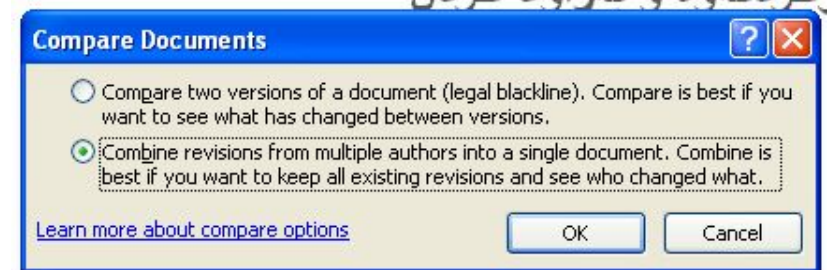 Compare Documents
Compare two versions of a document (legal blackline). Compare is best if you
want to see what has changed between versions.
Combine revisions from multiple authors into a single document. Combine is
best if you want to keep all existing revisions and see who changed what.
Learn more about compare options
OK
Cancel